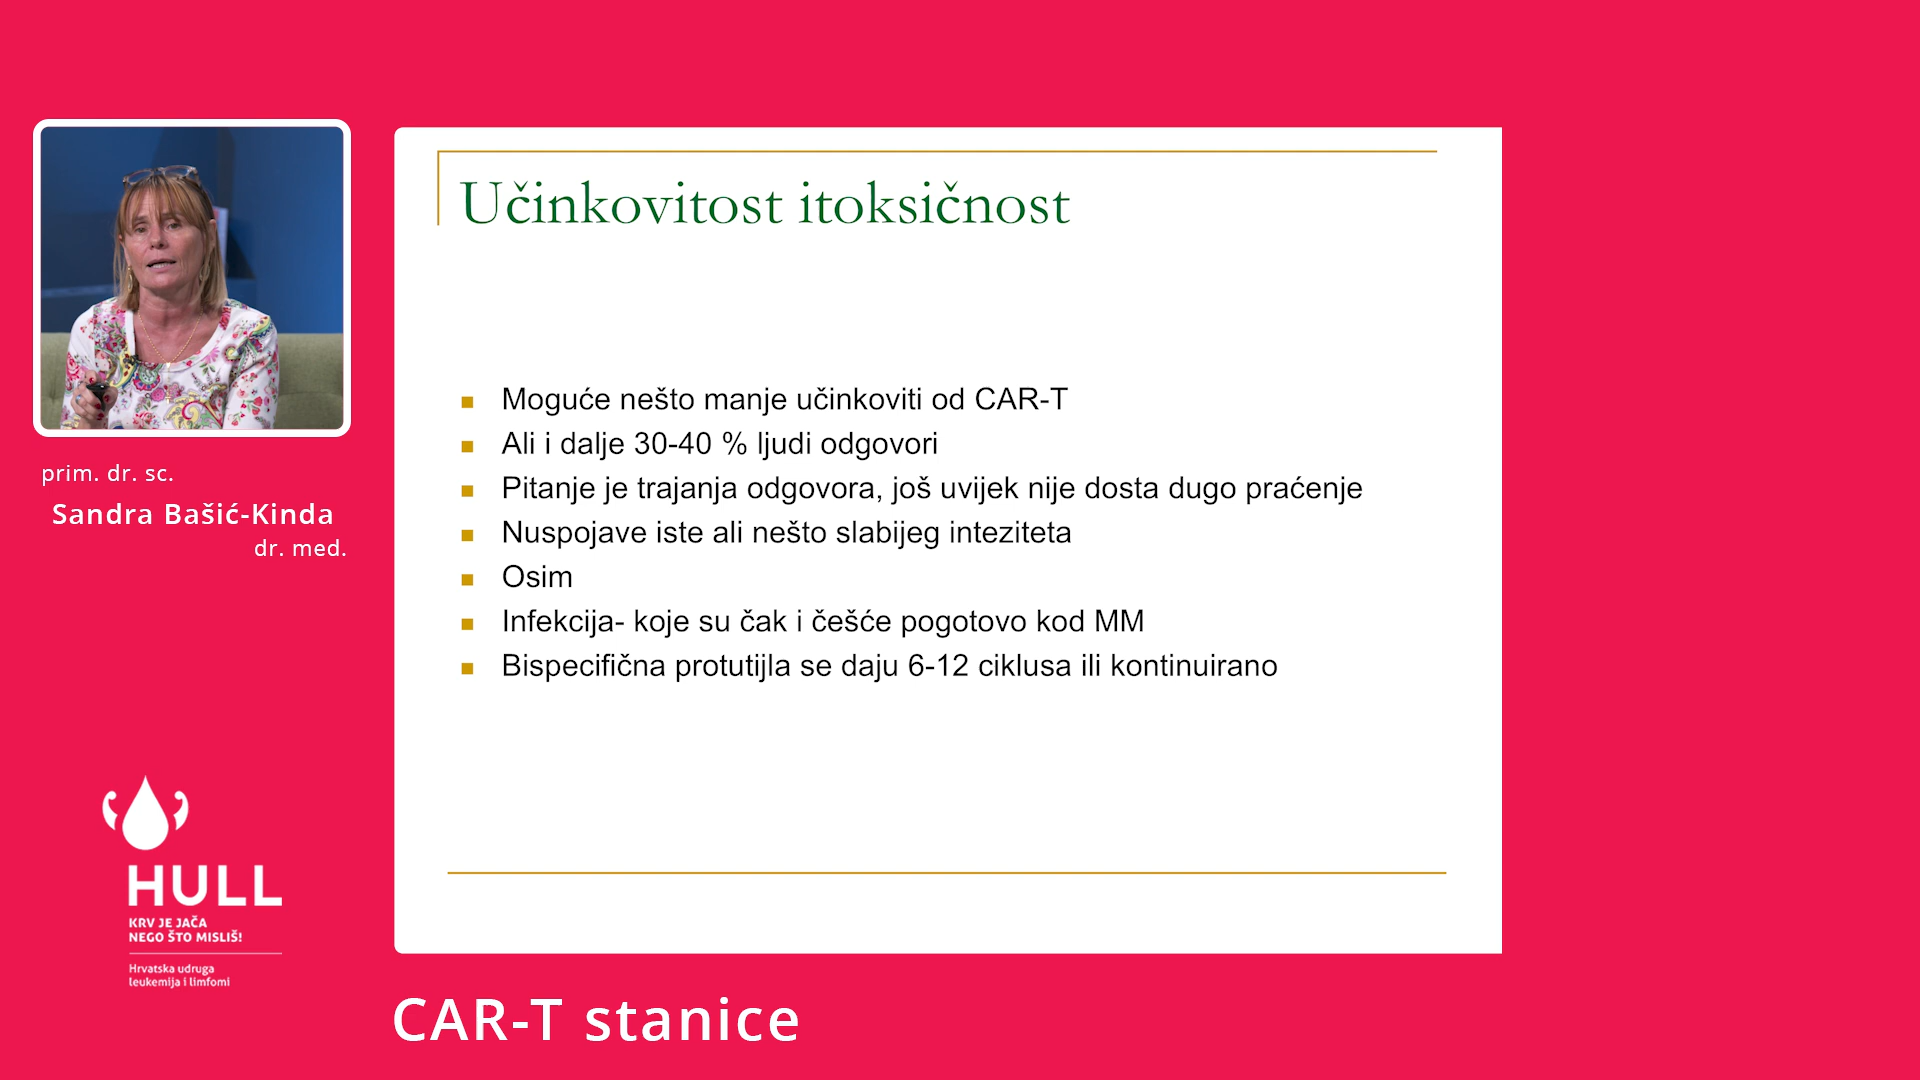 prim. dr. sc.
Sandra Bašić-Kinda
dr. med.
HULL
KRV JE JAČA
NEGO ŠTO MISLIŠ!
Hrvatska udruga
leukemija i limfomi
Učinkovitost itoksičnost
Moguće nešto manje učinkoviti od CAR-T
Ali i dalje 30-40 % ljudi odgovori
Pitanje je trajanja odgovora, još uvijek nije dosta dugo praćenje
Nuspojave iste ali nešto slabijeg inteziteta
Osim
Infekcija- koje su čak i češće pogotovo kod MM
Bispecifična protutijla se daju 6-12 ciklusa ili kontinuirano
CAR-T stanice